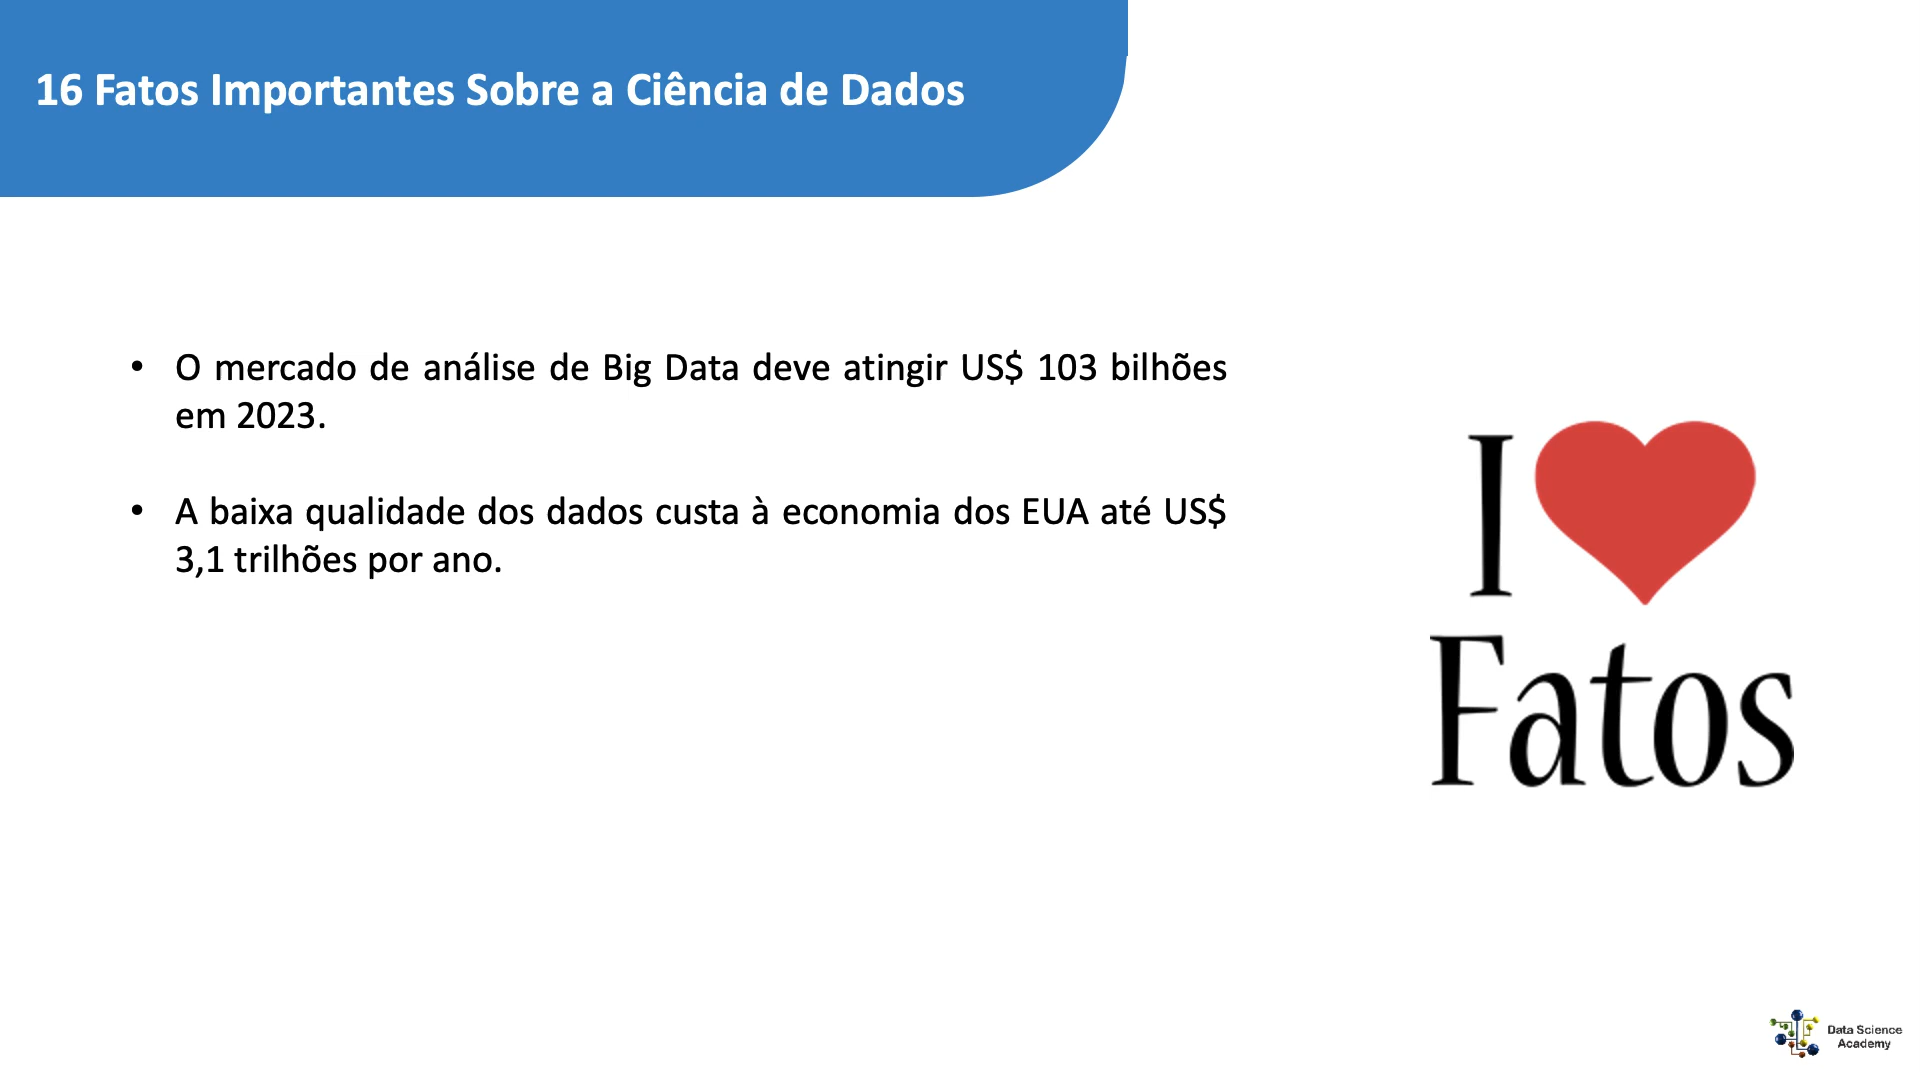 16 Fatos Importantes Sobre a Ciência de Dados
• O mercado de análise de Big Data deve atingir US$ 103 bilhões
em 2023.
• A baixa qualidade dos dados custa à economia dos EUA até US$
3,1 trilhões por ano.
I
Fatos
Data Science
Academy